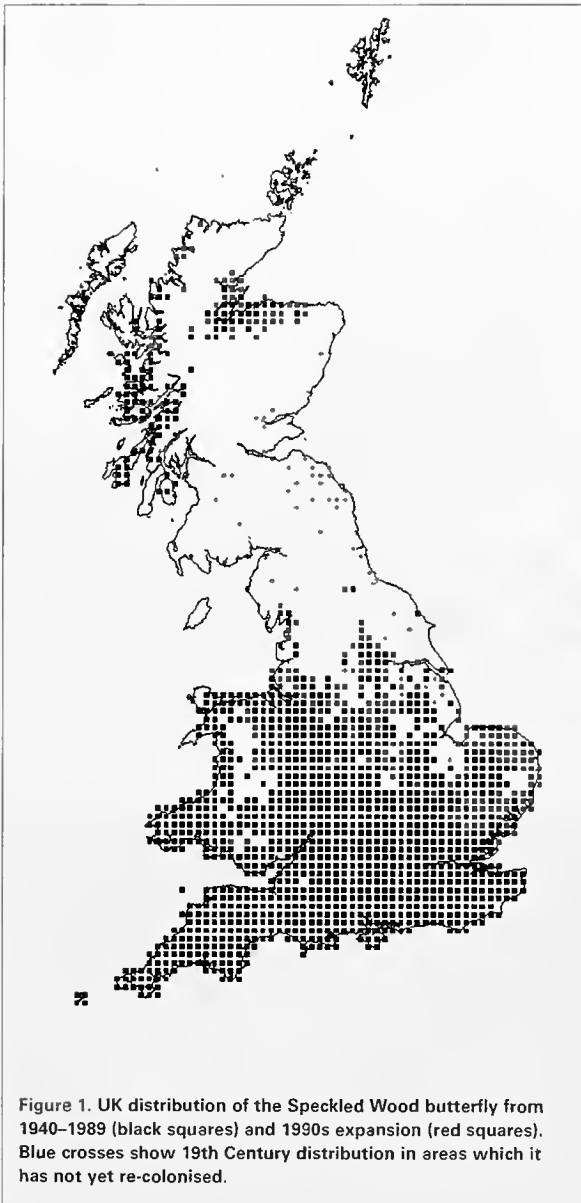 Figure 1. UK distribution of the Speckled Wood butterfly from
1940–1989 (black squares) and 1990s expansion (red squares).
Blue crosses show 19th Century distribution in areas which it
has not yet re-colonised.